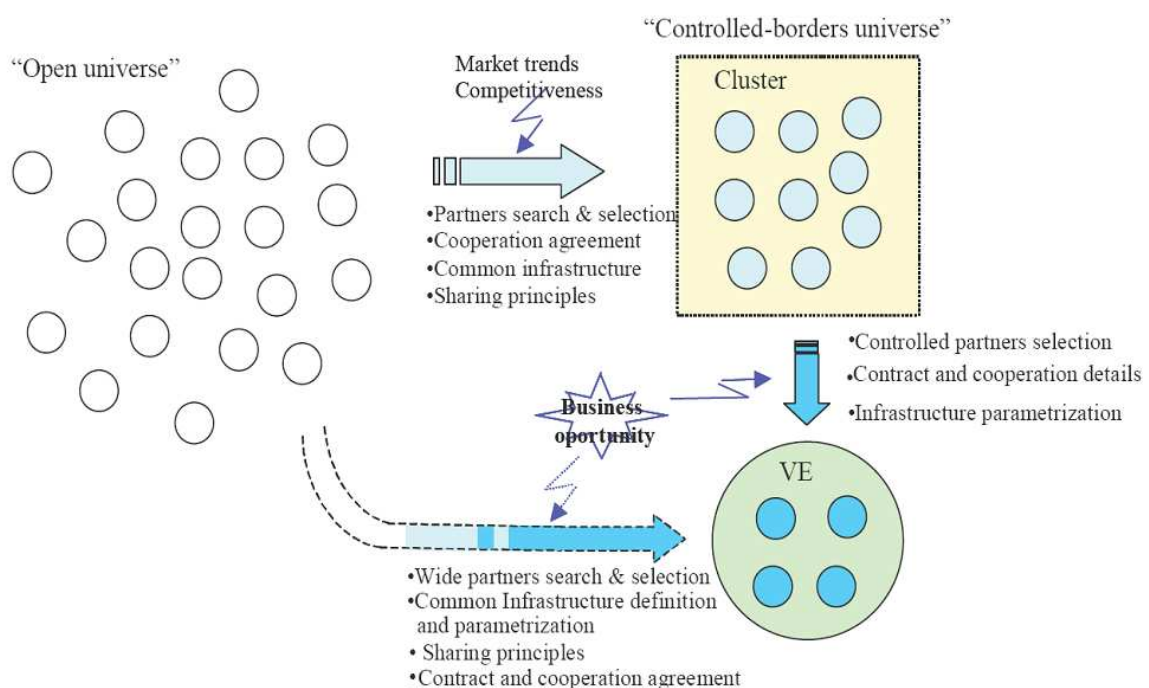 “Controlled-borders universe”
“Open universe”
Market trends
Competitiveness
Cluster
•Partners search & selection
•Cooperation agreement
•Common infrastructure
•Sharing principles
•Controlled partners selection
•Contract and cooperation details
•Infrastructure parametrization
Business
oportunity
VE
•Wide partners search & selection
•Common Infrastructure definition
and parametrization
• Sharing principles
•Contract and cooperation agreement